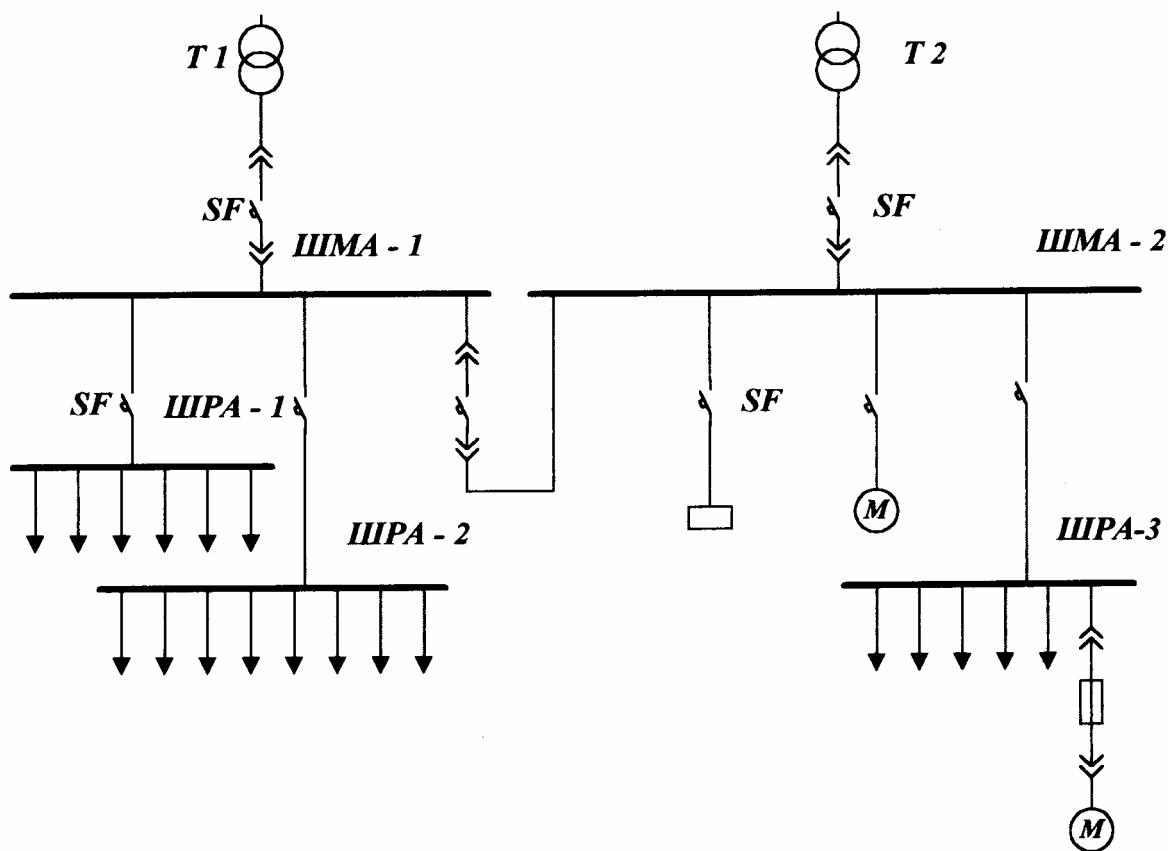 T 1
T 2
SF
SF
ШМА - 1
ШМА - 2
SF
ШРА - 1
SF
M
ШРА - 2
ШРА-3
M